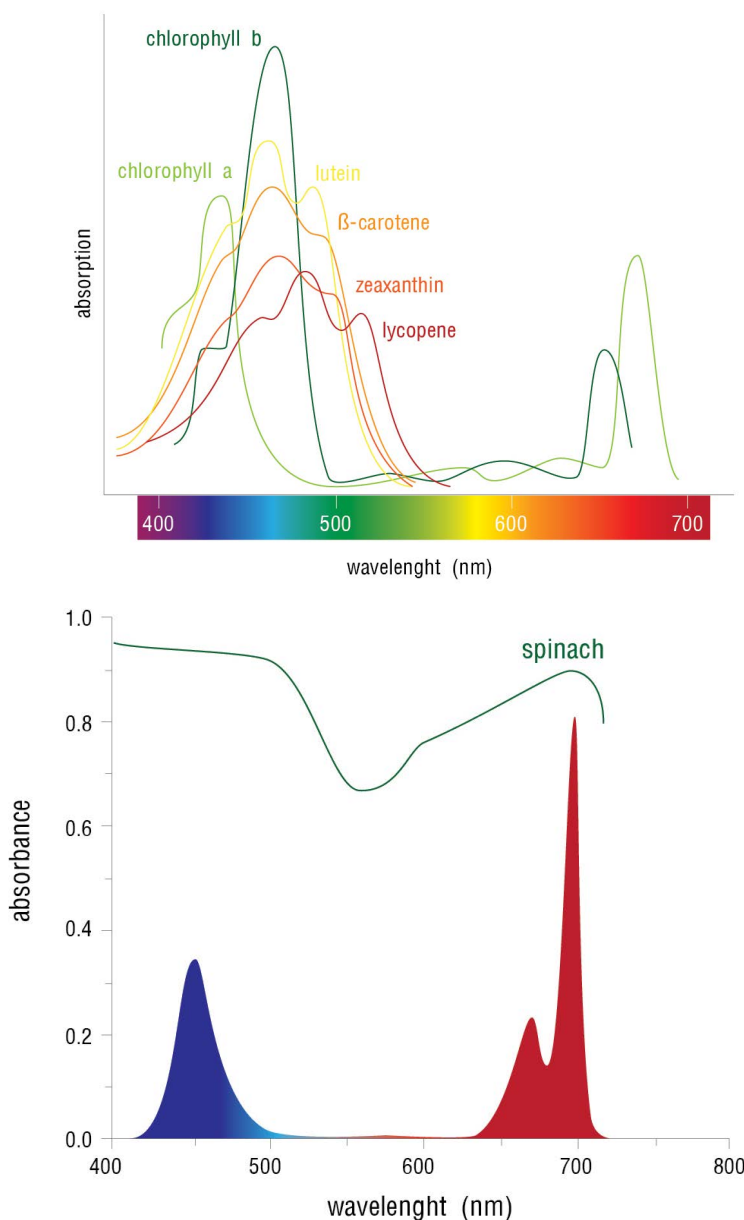 chlorophyll b
chlorophyll a
lutein
ß-carotene
zeaxanthin
lycopene
absorption
400 500 600 700
wavelenght (nm)
1.0
spinach
0.8
0.6
absorbance
0.4
0.2
0.0
400 500 600 700 800
wavelenght (nm)